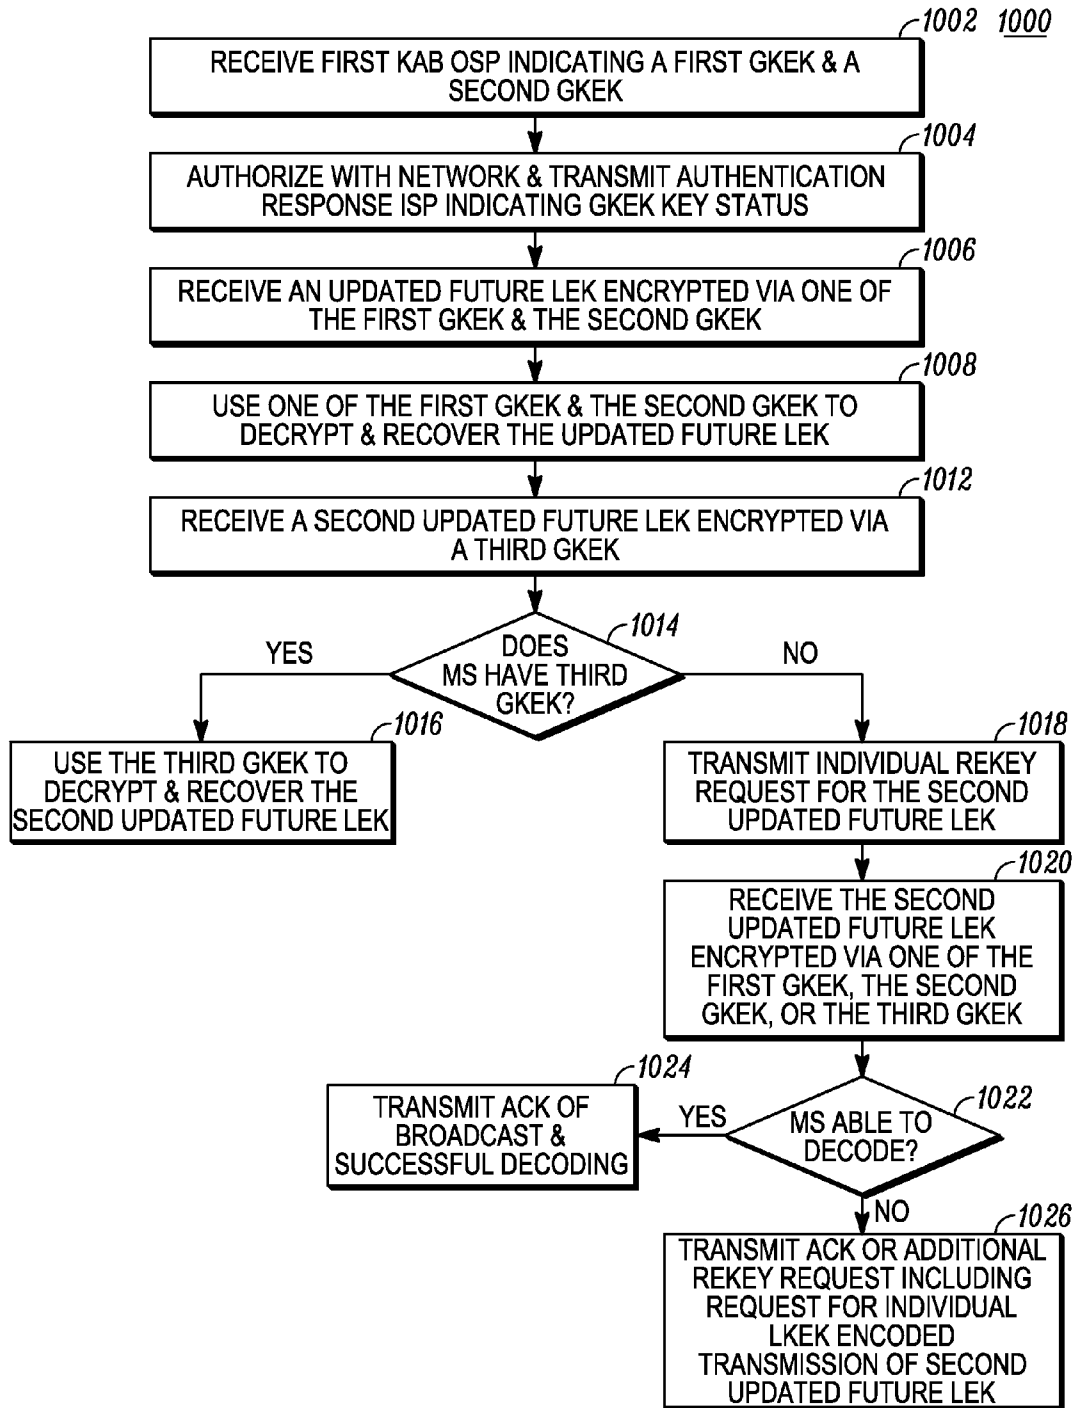 1002 1000
RECEIVE FIRST KAB OSP INDICATING A FIRST GKEK & A
SECOND GKEK
1004
AUTHORIZE WITH NETWORK & TRANSMIT AUTHENTICATION
RESPONSE ISP INDICATING GKEK KEY STATUS
1006
RECEIVE AN UPDATED FUTURE LEK ENCRYPTED VIA ONE OF
THE FIRST GKEK & THE SECOND GKEK
1008
USE ONE OF THE FIRST GKEK & THE SECOND GKEK TO
DECRYPT & RECOVER THE UPDATED FUTURE LEK
1012
RECEIVE A SECOND UPDATED FUTURE LEK ENCRYPTED VIA
A THIRD GKEK
1014
DOES
MS HAVE THIRD
GKEK?
YES
NO
1016
USE THE THIRD GKEK TO
DECRYPT & RECOVER THE
SECOND UPDATED FUTURE LEK
1018
TRANSMIT INDIVIDUAL REKEY
REQUEST FOR THE SECOND
UPDATED FUTURE LEK
1020
RECEIVE THE SECOND
UPDATED FUTURE LEK
ENCRYPTED VIA ONE OF THE
FIRST GKEK, THE SECOND
GKEK, OR THE THIRD GKEK
1022
MS ABLE TO
DECODE?
YES
1024
TRANSMIT ACK OF
BROADCAST &
SUCCESSFUL DECODING
NO
1026
TRANSMIT ACK OR ADDITIONAL
REKEY REQUEST INCLUDING
REQUEST FOR INDIVIDUAL
LKEK ENCODED
TRANSMISSION OF SECOND
UPDATED FUTURE LEK